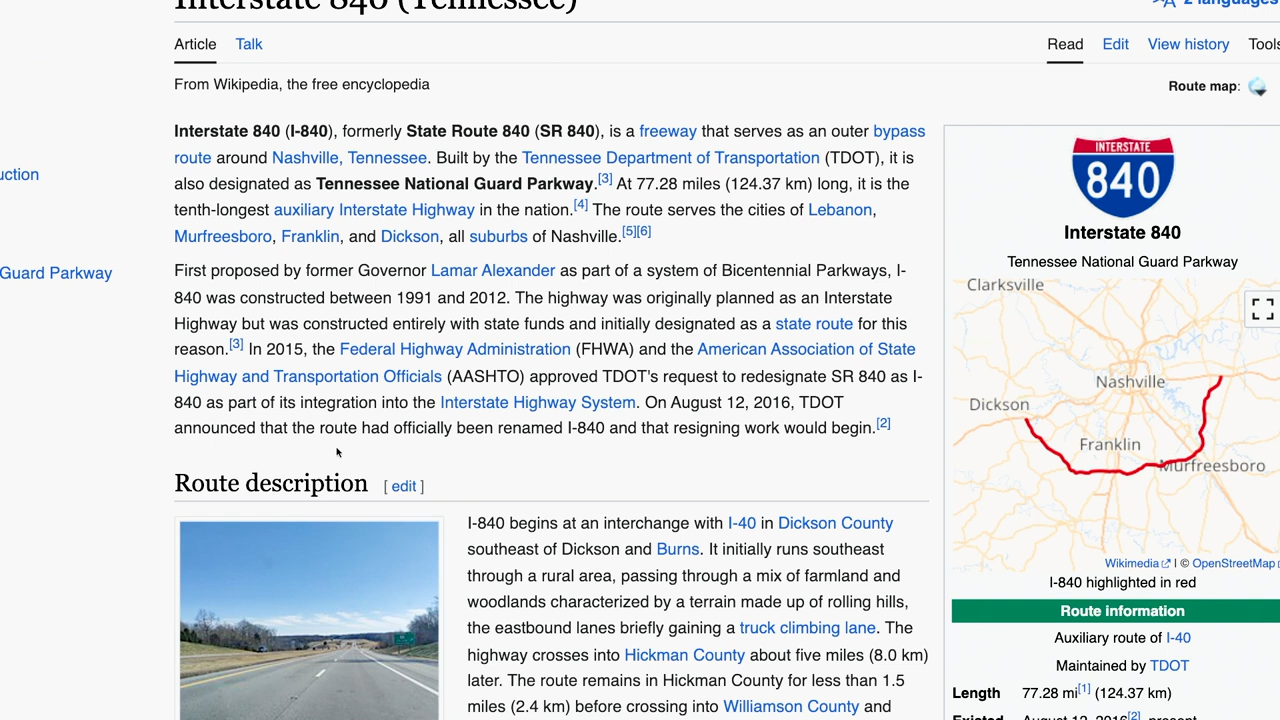 Interstate 840 (Tennessee)
2 languages
Article Talk
Read Edit View history Tools
From Wikipedia, the free encyclopedia
Route map:
Interstate 840 (I-840), formerly State Route 840 (SR 840), is a freeway that serves as an outer bypass
route around Nashville, Tennessee. Built by the Tennessee Department of Transportation (TDOT), it is
also designated as Tennessee National Guard Parkway.[3] At 77.28 miles (124.37 km) long, it is the
tenth-longest auxiliary Interstate Highway in the nation.[4] The route serves the cities of Lebanon,
Murfreesboro, Franklin, and Dickson, all suburbs of Nashville.[5][6]
First proposed by former Governor Lamar Alexander as part of a system of Bicentennial Parkways, I-
840 was constructed between 1991 and 2012. The highway was originally planned as an Interstate
Highway but was constructed entirely with state funds and initially designated as a state route for this
reason.[3] In 2015, the Federal Highway Administration (FHWA) and the American Association of State
Highway and Transportation Officials (AASHTO) approved TDOT's request to redesignate SR 840 as I-
840 as part of its integration into the Interstate Highway System. On August 12, 2016, TDOT
announced that the route had officially been renamed I-840 and that resigning work would begin.[2]
Route description [ edit ]
I-840 begins at an interchange with I-40 in Dickson County
southeast of Dickson and Burns. It initially runs southeast
through a rural area, passing through a mix of farmland and
woodlands characterized by a terrain made up of rolling hills,
the eastbound lanes briefly gaining a truck climbing lane. The
highway crosses into Hickman County about five miles (8.0 km)
later. The route remains in Hickman County for less than 1.5
miles (2.4 km) before crossing into Williamson County and
uction
Guard Parkway
INTERSTATE
840
Interstate 840
Tennessee National Guard Parkway
Clarksville
Nashville
Dickson
Franklin
Murfreesboro
Wikimedia | © OpenStreetMap
I-840 highlighted in red
Route information
Auxiliary route of I-40
Maintained by TDOT
Length 77.28 mi[1] (124.37 km)
Existed August 12, 2016[2]–present